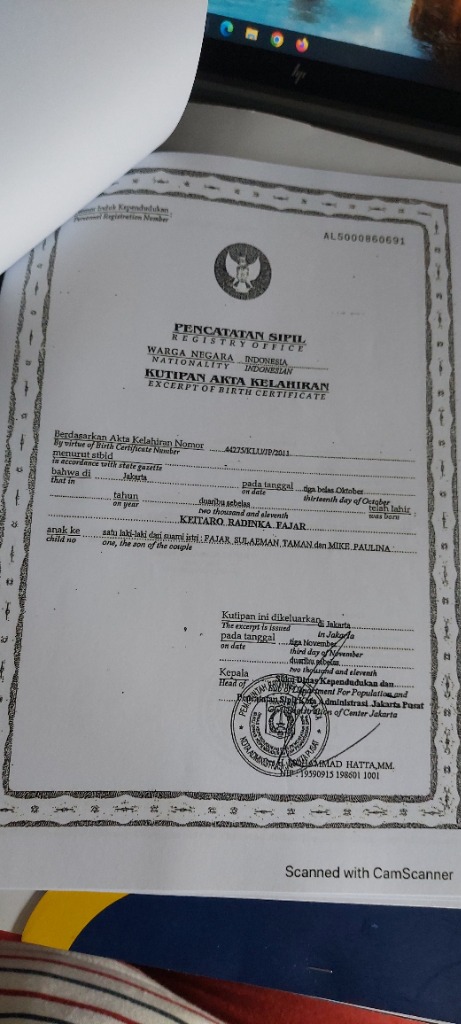 Nomor Induk Kependudukan
Personal Registration Number
AL5000860691
PENCATATAN SIPIL
REGISTRY OFFICE
WARGA NEGARA INDONESIA
NATIONALITY INDONESIAN
KUTIPAN AKTA KELAHIRAN
EXCERPT OF BIRTH CERTIFICATE
Berdasarkan Akta Kelahiran Nomor 44275/KLU/JP/2011
By virtue of Birth Certificate Number
menurut stbld
in accordance with state gazette
bahwa di Jakarta pada tanggal tiga belas Oktober
that in on date thirteenth day of October
tahun duaribu sebelas telah lahir
on year two thousand and eleventh was born
KEITARO RADINKA FAJAR
anak ke satu laki-laki dari suami istri : FAJAR SULAEMAN TAMAN dan MIKE PAULINA
child no one, the son of the couple
Kutipan ini dikeluarkan di Jakarta
The excerpt is issued in Jakarta
pada tanggal tiga November
on date third day of November
duaribu sebelas
two thousand and eleventh
Kepala Suku Dinas Kependudukan dan
Head of Department For Population and
Pencatatan Sipil Kota Administrasi Jakarta Pusat
Administration of Center Jakarta
MOHAMMAD HATTA,MM.
NIP : 19590915 198601 1001
Scanned with CamScanner